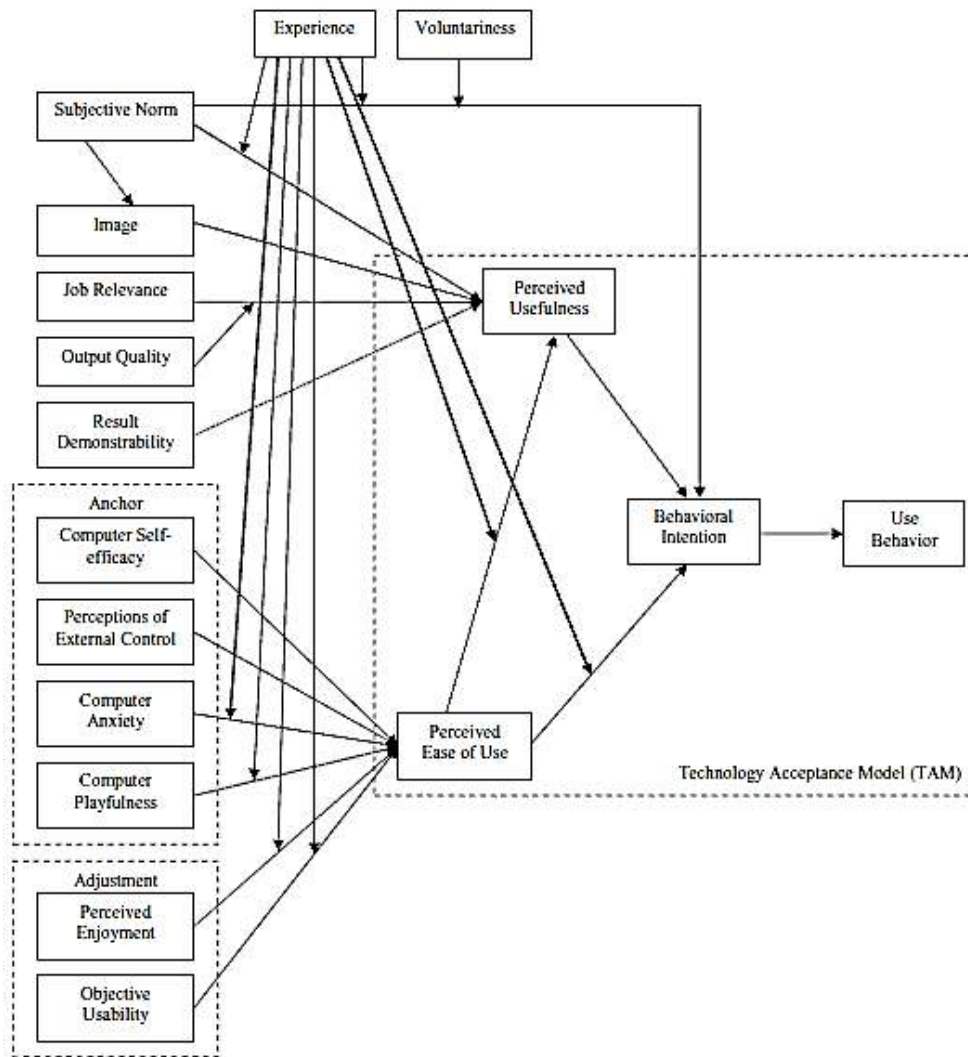 Experience
Voluntariness
Subjective Norm
Image
Job Relevance
Output Quality
Result
Demonstrability
Perceived
Usefulness
Anchor
Computer Self-
efficacy
Perceptions of
External Control
Computer
Anxiety
Computer
Playfulness
Behavioral
Intention
Use
Behavior
Perceived
Ease of Use
Technology Acceptance Model (TAM)
Adjustment
Perceived
Enjoyment
Objective
Usability